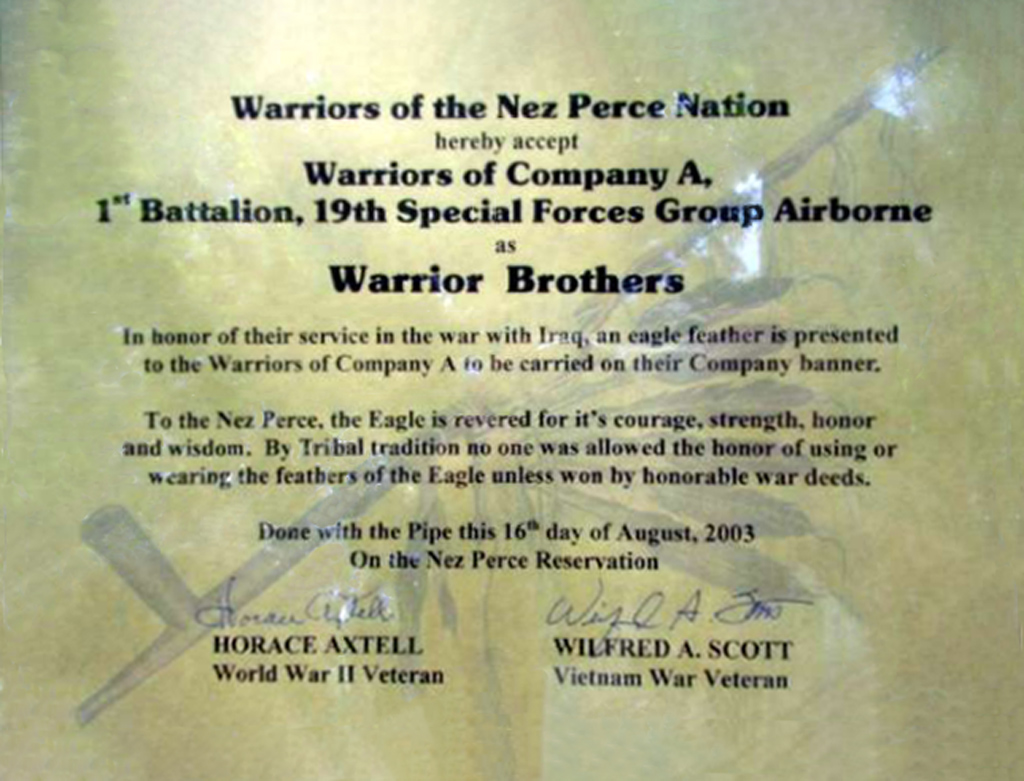 Warriors of the Nez Perce Nation
hereby accept
Warriors of Company A,
1st Battalion, 19th Special Forces Group Airborne
as
Warrior Brothers
In honor of their service in the war with Iraq, an eagle feather is presented
to the Warriors of Company A to be carried on their Company banner.
To the Nez Perce, the Eagle is revered for it's courage, strength, honor
and wisdom. By Tribal tradition no one was allowed the honor of using or
wearing the feathers of the Eagle unless won by honorable war deeds.
Done with the Pipe this 16th day of August, 2003
On the Nez Perce Reservation
Horace Axtell Wilfred A. Scott
HORACE AXTELL WILFRED A. SCOTT
World War II Veteran Vietnam War Veteran